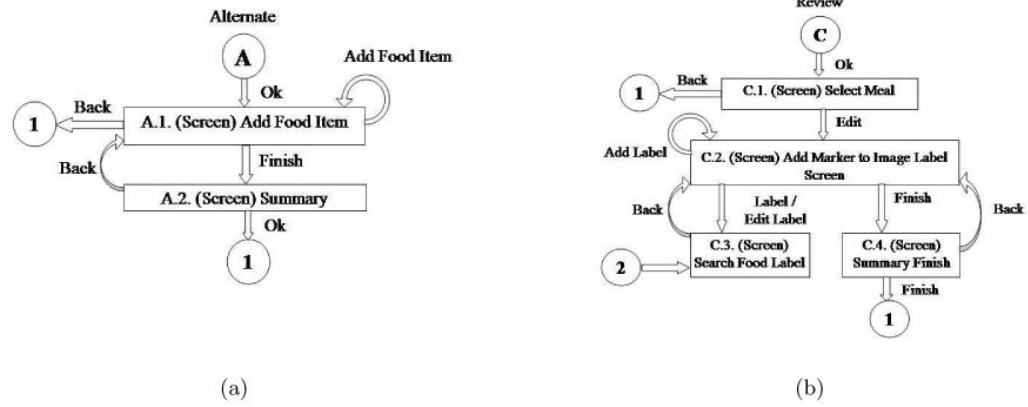 Alternate
A
Ok
Add Food Item
1
Back
A.1. (Screen) Add Food Item
Back
Finish
A.2. (Screen) Summary
Ok
1
(a)
Review
C
Ok
1
Back
C.1. (Screen) Select Meal
Edit
Add Label
C.2. (Screen) Add Marker to Image Label
Screen
Back
Label /
Edit Label
Finish
Back
2
C.3. (Screen)
Search Food Label
C.4. (Screen)
Summary Finish
Finish
1
(b)